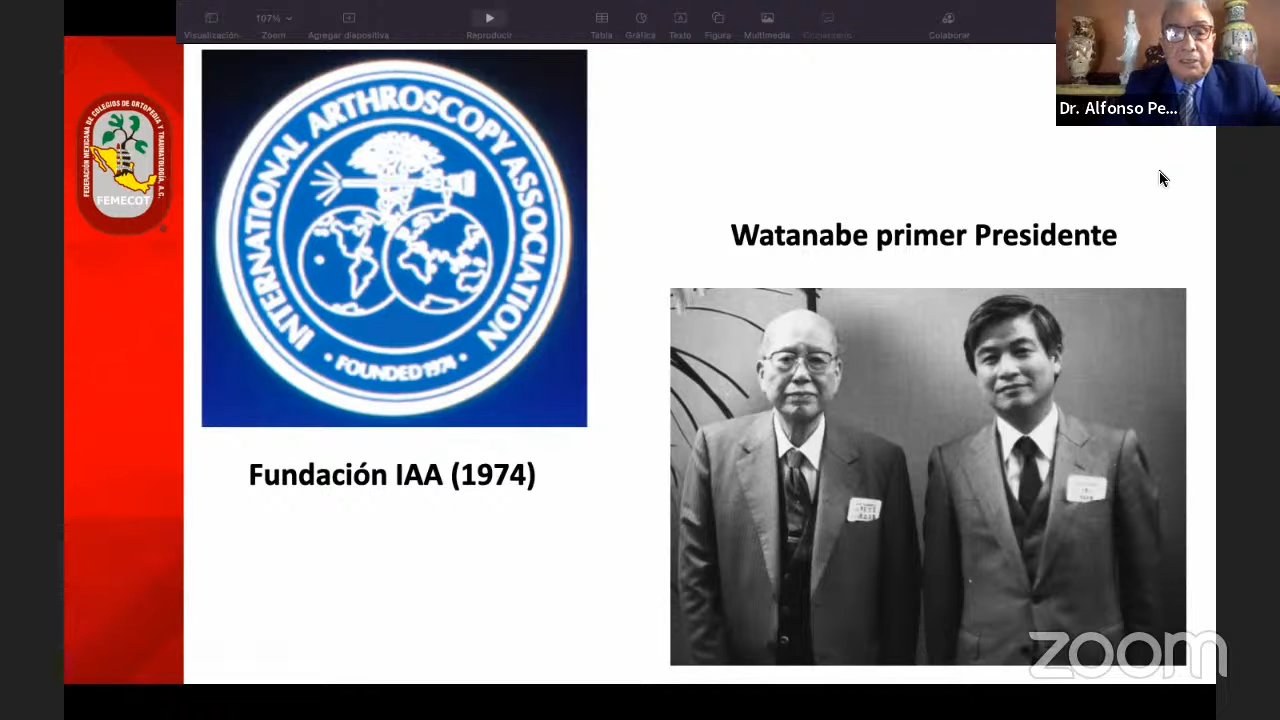 107%
Visualización
Zoom
Agregar diapositiva
Reproducir
Tabla
Gráfica
Texto
Figura
Multimedia
Comentario
Colaborar
Dr. Alfonso Pe...
FEDERACIÓN MEXICANA DE COLEGIOS DE ORTOPEDIA Y TRAUMATOLOGÍA, A.C.
FEMECOT
INTERNATIONAL ARTHROSCOPY ASSOCIATION
• FOUNDED 1974 •
Watanabe primer Presidente
Fundación IAA (1974)
zoom